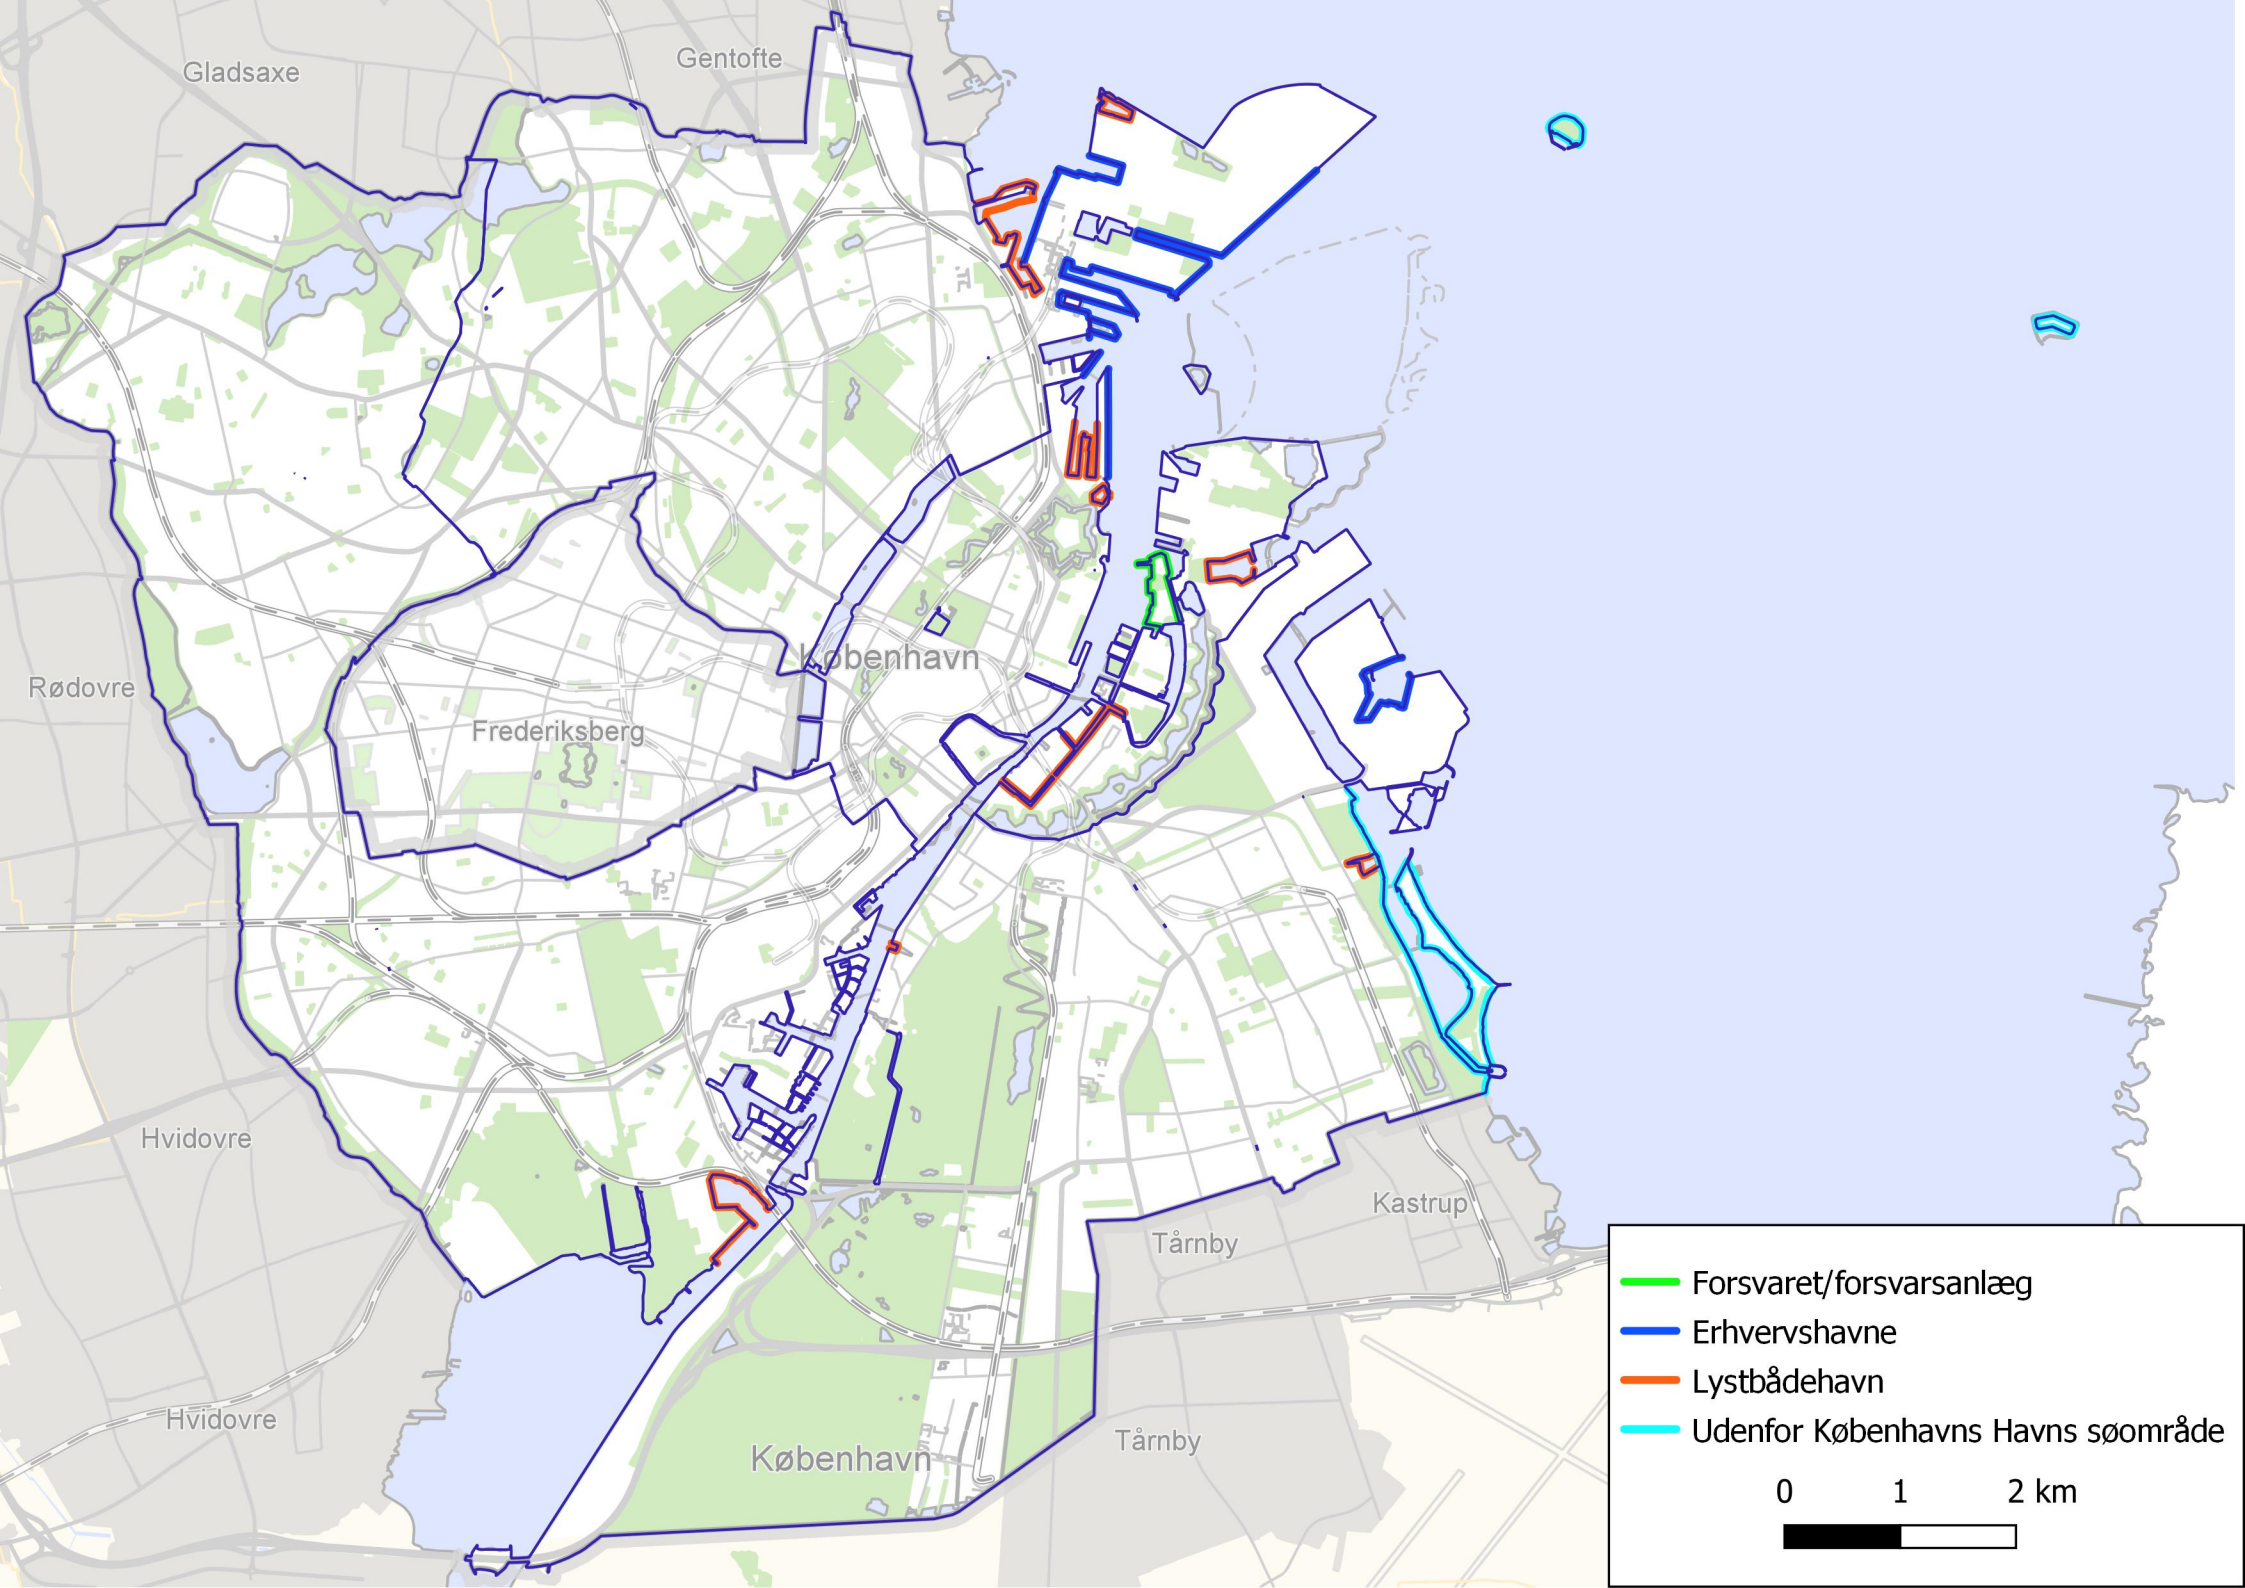 Gladsaxe
Gentofte
København
Rødovre
Frederiksberg
Hvidovre
Kastrup
Tårnby
Hvidovre
København
Tårnby
Forsvaret/forsvarsanlæg
Erhvervshavne
Lystbådehavn
Udenfor Københavns Havns søområde
0 1 2 km